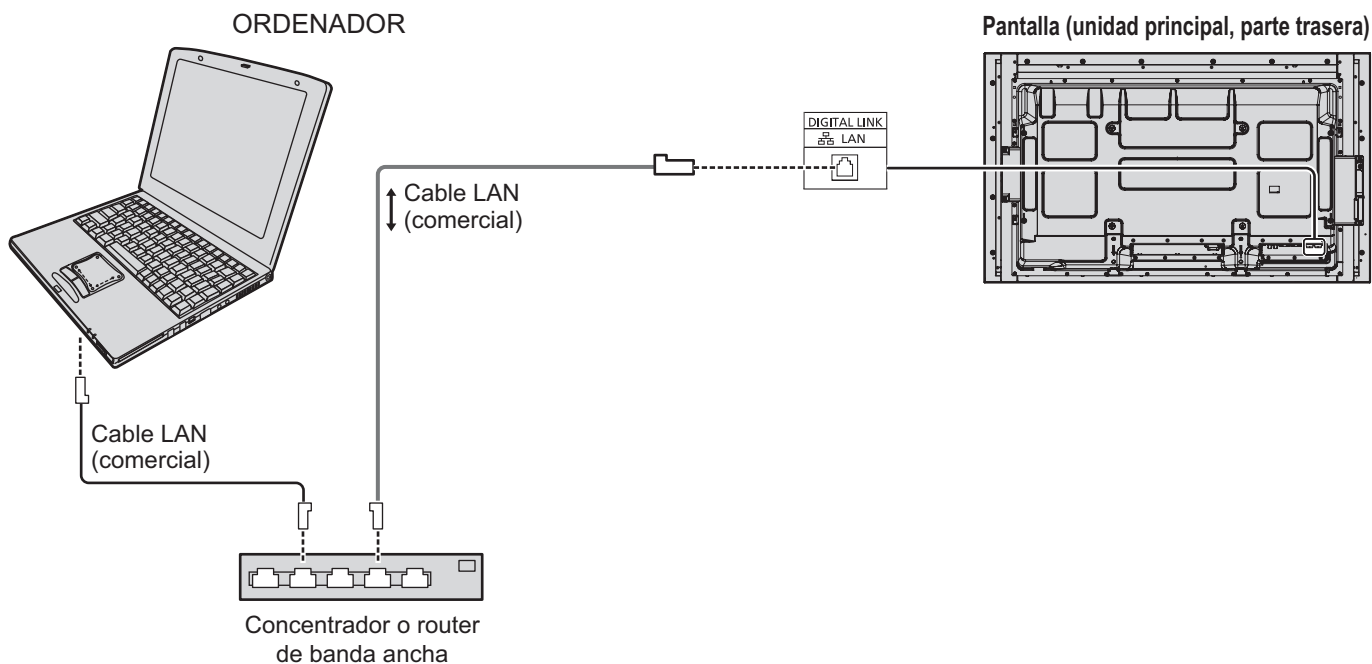 ORDENADOR
Pantalla (unidad principal, parte trasera)
DIGITAL LINK
LAN
Cable LAN
(comercial)
Cable LAN
(comercial)
Concentrador o router
de banda ancha